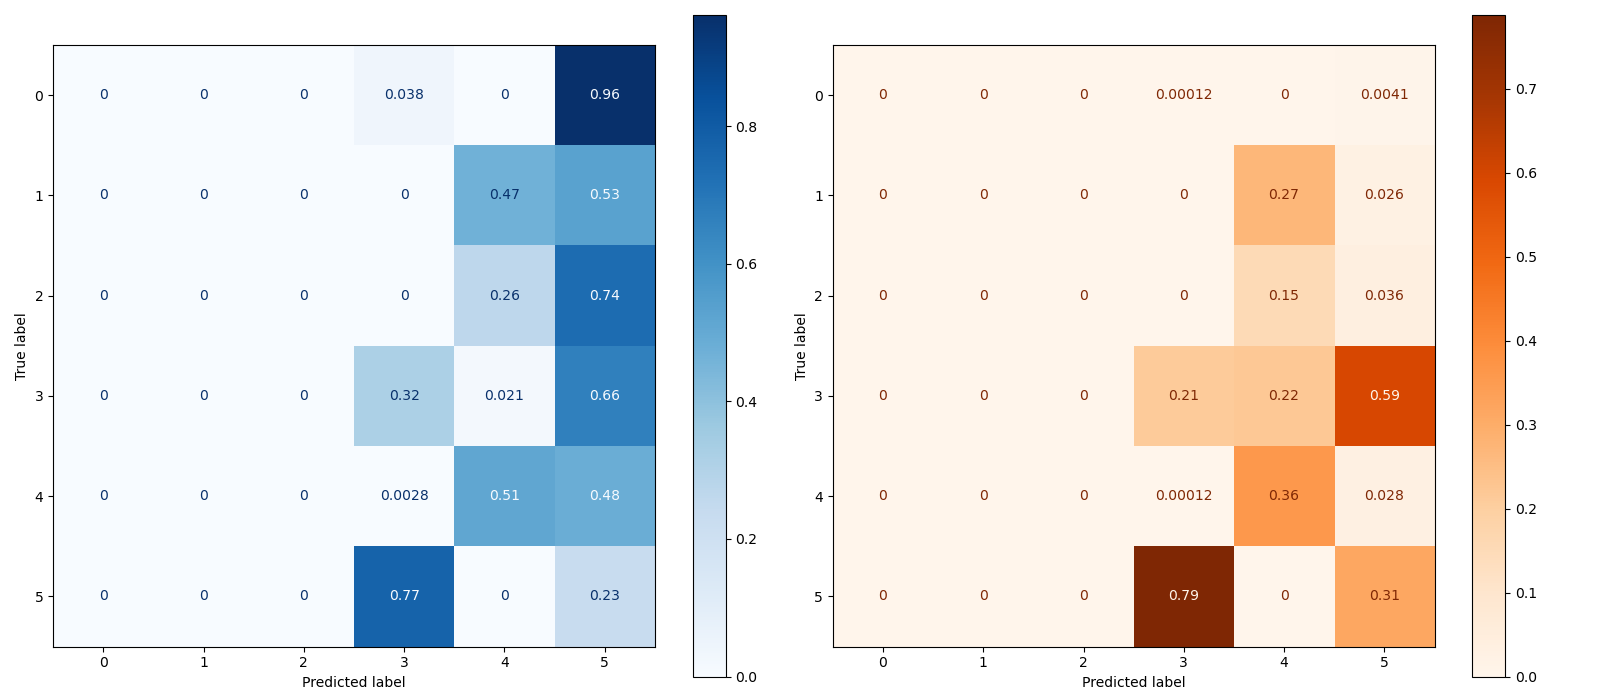 0 0 0 0 0.038 0 0.96
1 0 0 0 0 0.47 0.53
2 0 0 0 0 0.26 0.74
3 0 0 0 0.32 0.021 0.66
4 0 0 0 0.0028 0.51 0.48
5 0 0 0 0.77 0 0.23
0 1 2 3 4 5
True label
Predicted label
0.8
0.6
0.4
0.2
0.0
0 0 0 0 0.00012 0 0.0041
1 0 0 0 0 0.27 0.026
2 0 0 0 0 0.15 0.036
3 0 0 0 0.21 0.22 0.59
4 0 0 0 0.00012 0.36 0.028
5 0 0 0 0.79 0 0.31
0 1 2 3 4 5
True label
Predicted label
0.7
0.6
0.5
0.4
0.3
0.2
0.1
0.0